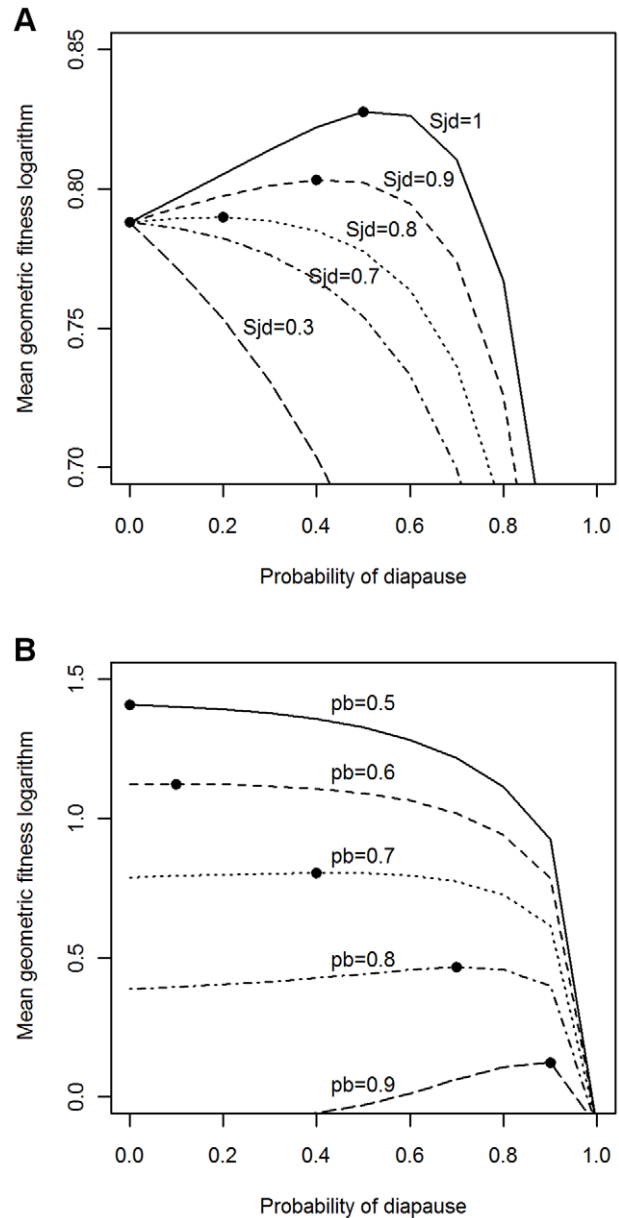 A
Mean geometric fitness logarithm
0.85
0.80
0.75
0.70
Sjd=1
Sjd=0.9
Sjd=0.8
Sjd=0.7
Sjd=0.3
0.0 0.2 0.4 0.6 0.8 1.0
Probability of diapause
B
Mean geometric fitness logarithm
1.5
1.0
0.5
0.0
pb=0.5
pb=0.6
pb=0.7
pb=0.8
pb=0.9
0.0 0.2 0.4 0.6 0.8 1.0
Probability of diapause